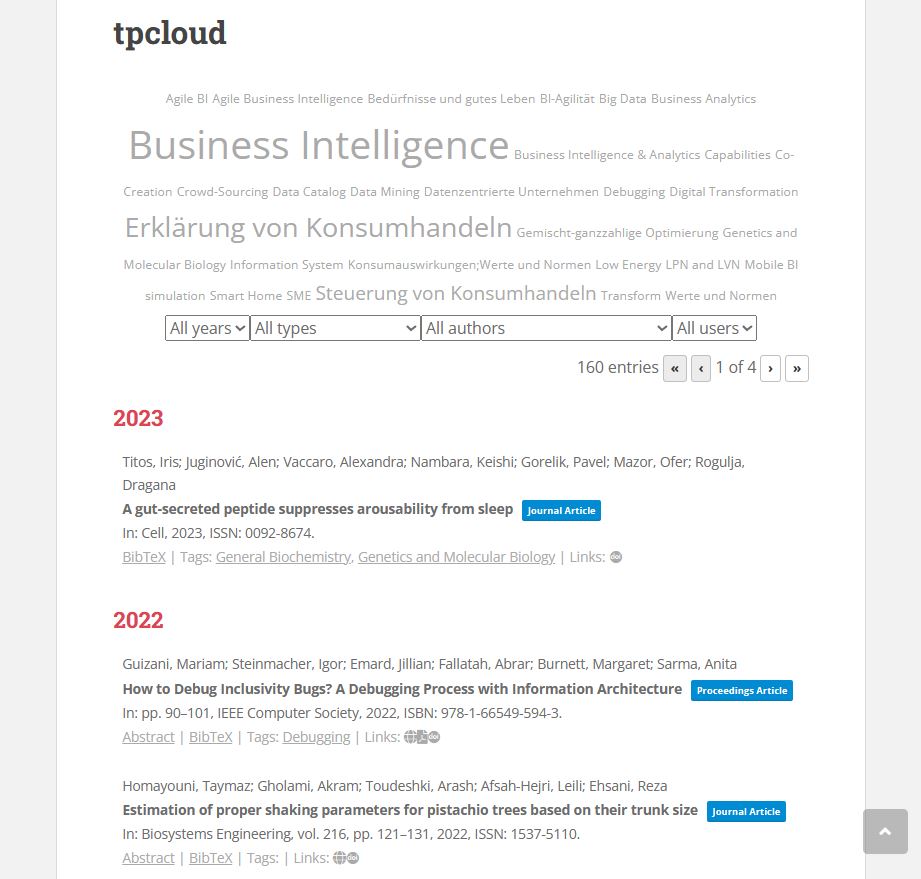 tpcloud
Agile BI Agile Business Intelligence Bedürfnisse und gutes Leben BI-Agilität Big Data Business Analytics
Business Intelligence Business Intelligence & Analytics Capabilities Co-
Creation Crowd-Sourcing Data Catalog Data Mining Datenzentrierte Unternehmen Debugging Digital Transformation
Erklärung von Konsumhandeln Gemischt-ganzzahlige Optimierung Genetics and
Molecular Biology Information System Konsumauswirkungen;Werte und Normen Low Energy LPN and LVN Mobile BI
simulation Smart Home SME Steuerung von Konsumhandeln Transform Werte und Normen
All years All types All authors All users
160 entries « ‹ 1 of 4 › »
2023
Titos, Iris; Juginović, Alen; Vaccaro, Alexandra; Nambara, Keishi; Gorelik, Pavel; Mazor, Ofer; Rogulja,
Dragana
A gut-secreted peptide suppresses arousability from sleep Journal Article
In: Cell, 2023, ISSN: 0092-8674.
BibTeX | Tags: General Biochemistry, Genetics and Molecular Biology | Links: doi
2022
Guizani, Mariam; Steinmacher, Igor; Emard, Jillian; Fallatah, Abrar; Burnett, Margaret; Sarma, Anita
How to Debug Inclusivity Bugs? A Debugging Process with Information Architecture Proceedings Article
In: pp. 90–101, IEEE Computer Society, 2022, ISBN: 978-1-66549-594-3.
Abstract | BibTeX | Tags: Debugging | Links: doi
Homayouni, Taymaz; Gholami, Akram; Toudeshki, Arash; Afsah-Hejri, Leili; Ehsani, Reza
Estimation of proper shaking parameters for pistachio trees based on their trunk size Journal Article
In: Biosystems Engineering, vol. 216, pp. 121–131, 2022, ISSN: 1537-5110.
Abstract | BibTeX | Tags: | Links: doi